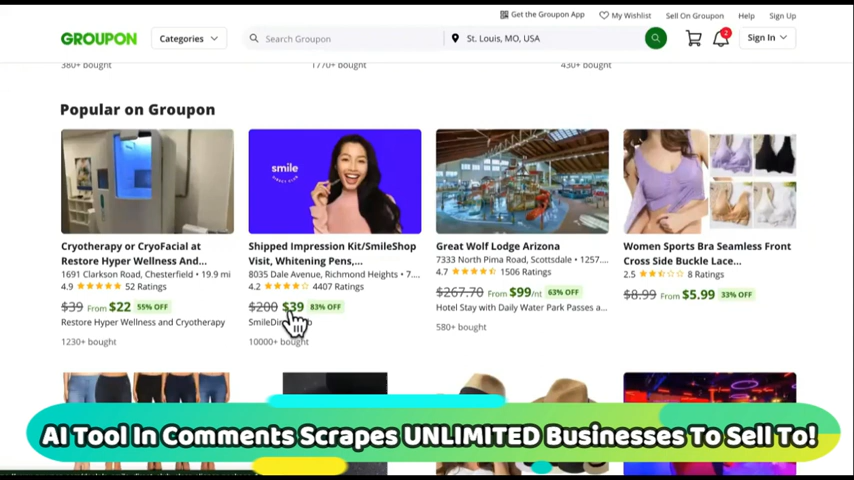 Get the Groupon App
My Wishlist
Sell On Groupon
Help
Sign Up
GROUPON
Categories
Search Groupon
St. Louis, MO, USA
2
Sign In
380+ bought
1770+ bought
430+ bought
Popular on Groupon
smile
DIRECT CLUB
Cryotherapy or CryoFacial at
Restore Hyper Wellness And...
1691 Clarkson Road, Chesterfield • 19.9 mi
4.9 52 Ratings
$39 From $22 55% OFF
Restore Hyper Wellness and Cryotherapy
1230+ bought
Shipped Impression Kit/SmileShop
Visit, Whitening Pens,...
8035 Dale Avenue, Richmond Heights • 7....
4.2 4407 Ratings
$200 $39 83% OFF
10000+ bought
Great Wolf Lodge Arizona
7333 North Pima Road, Scottsdale • 1257....
4.7 1506 Ratings
$267.70 From $99/nt 63% OFF
Hotel Stay with Daily Water Park Passes a...
580+ bought
Women Sports Bra Seamless Front
Cross Side Buckle Lace...
2.5 8 Ratings
$8.99 From $5.99 33% OFF
AI Tool In Comments Scrapes UNLIMITED Businesses To Sell To!